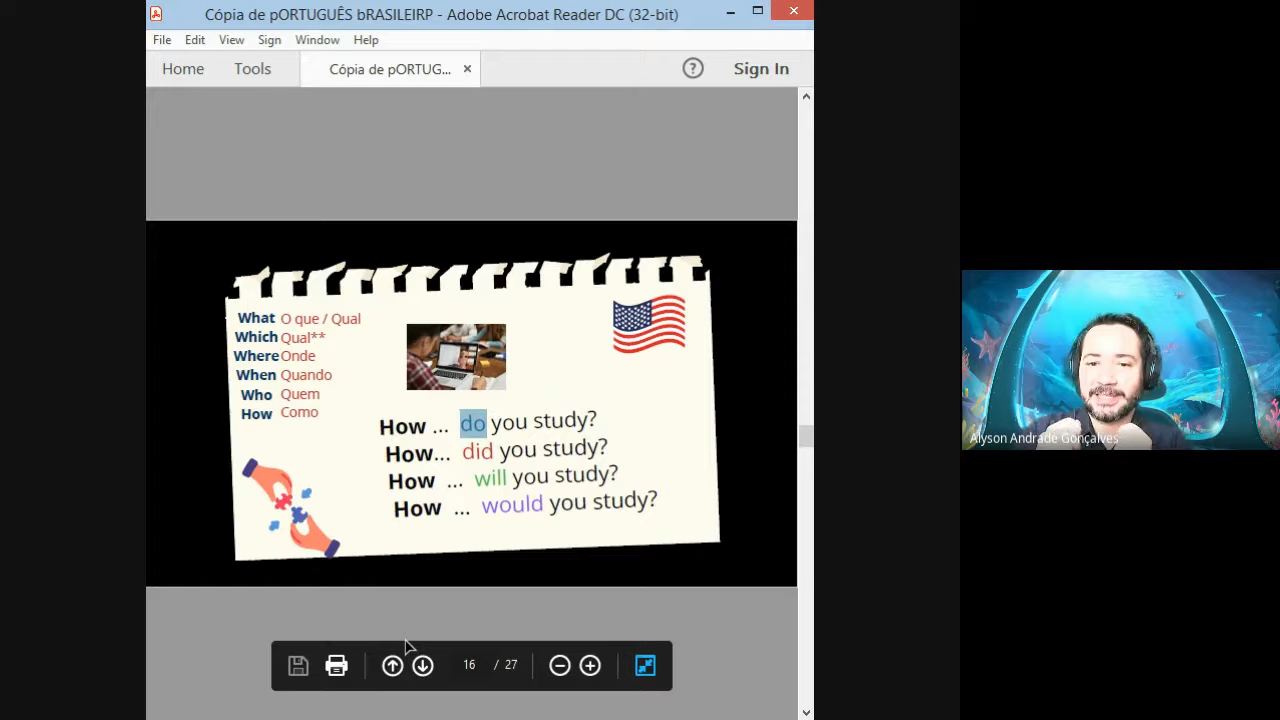 Cópia de pORTUGUÊS bRASILEIRP - Adobe Acrobat Reader DC (32-bit)
File Edit View Sign Window Help
Home Tools Cópia de pORTUG... × ? Sign In
What O que / Qual
Which Qual**
Where Onde
When Quando
Who Quem
How Como
How ... do you study?
How... did you study?
How ... will you study?
How ... would you study?
Alyson Andrade Gonçalves
16 / 27